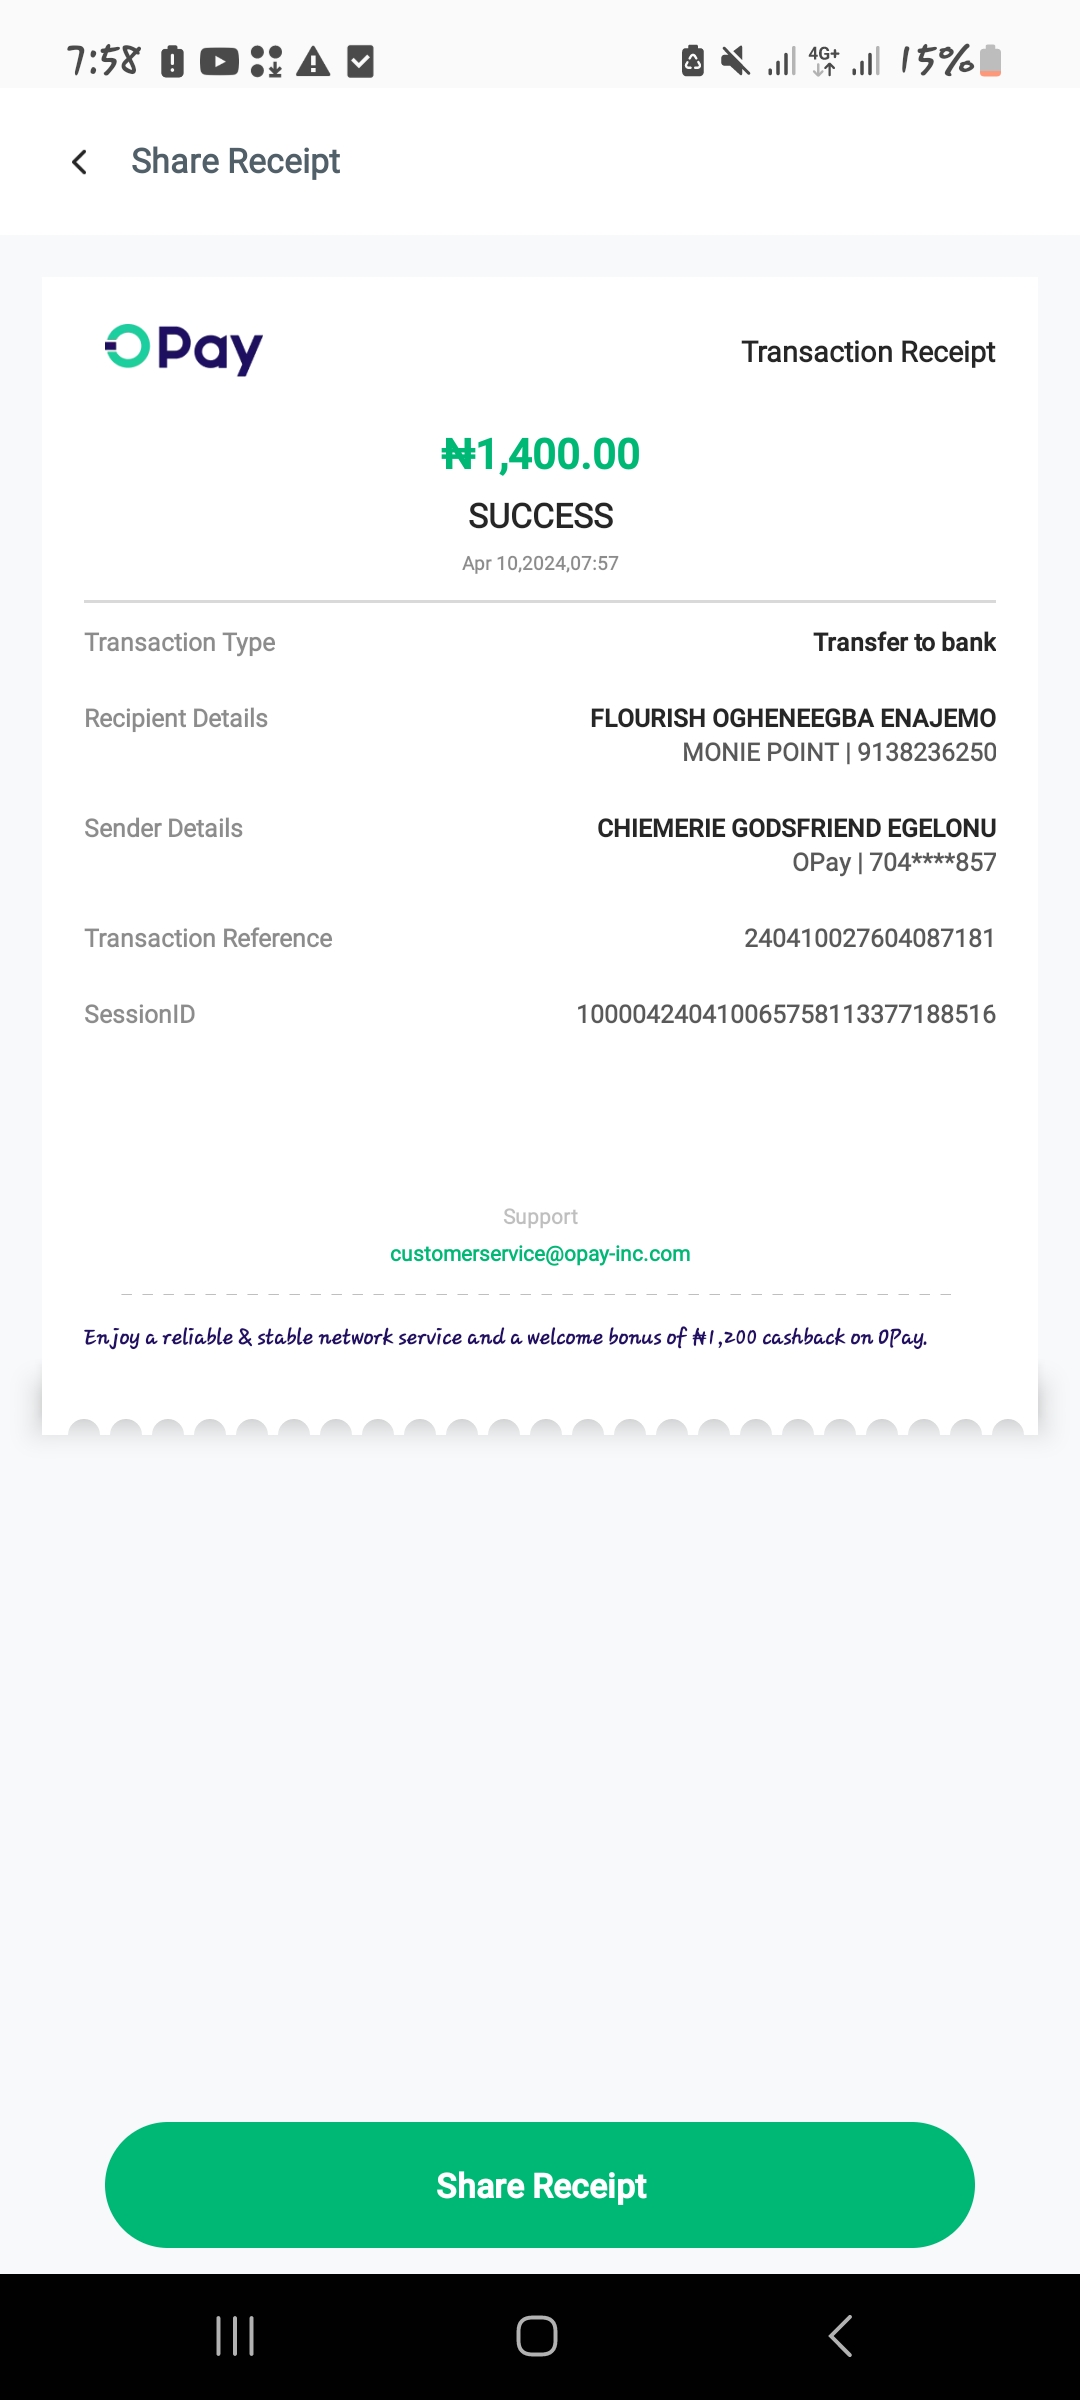 7:58
4G+
15%
Share Receipt
OPay
Transaction Receipt
₦1,400.00
SUCCESS
Apr 10,2024,07:57
Transaction Type
Transfer to bank
Recipient Details
FLOURISH OGHENEEGBA ENAJEMO
MONIE POINT | 9138236250
Sender Details
CHIEMERIE GODSFRIEND EGELONU
OPay | 704****857
Transaction Reference
240410027604087181
SessionID
100004240410065758113377188516
Support
customerservice@opay-inc.com
Enjoy a reliable & stable network service and a welcome bonus of ₦1,200 cashback on OPay.
Share Receipt